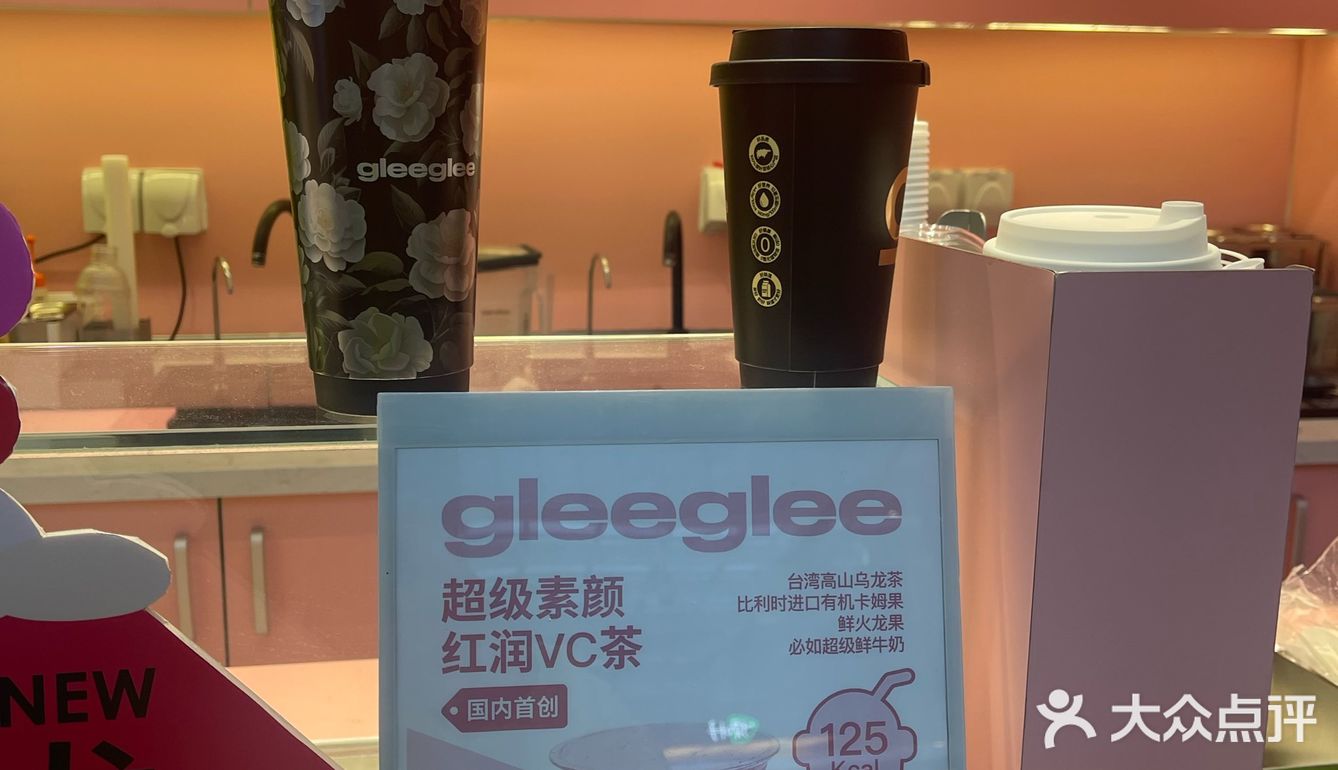 gleeglee
0
gleeglee
超级素颜
红润VC茶
国内首创
台湾高山乌龙茶
比利时进口有机卡姆果
鲜火龙果
必如超级鲜牛奶
125
Kcal
NEW
大众点评